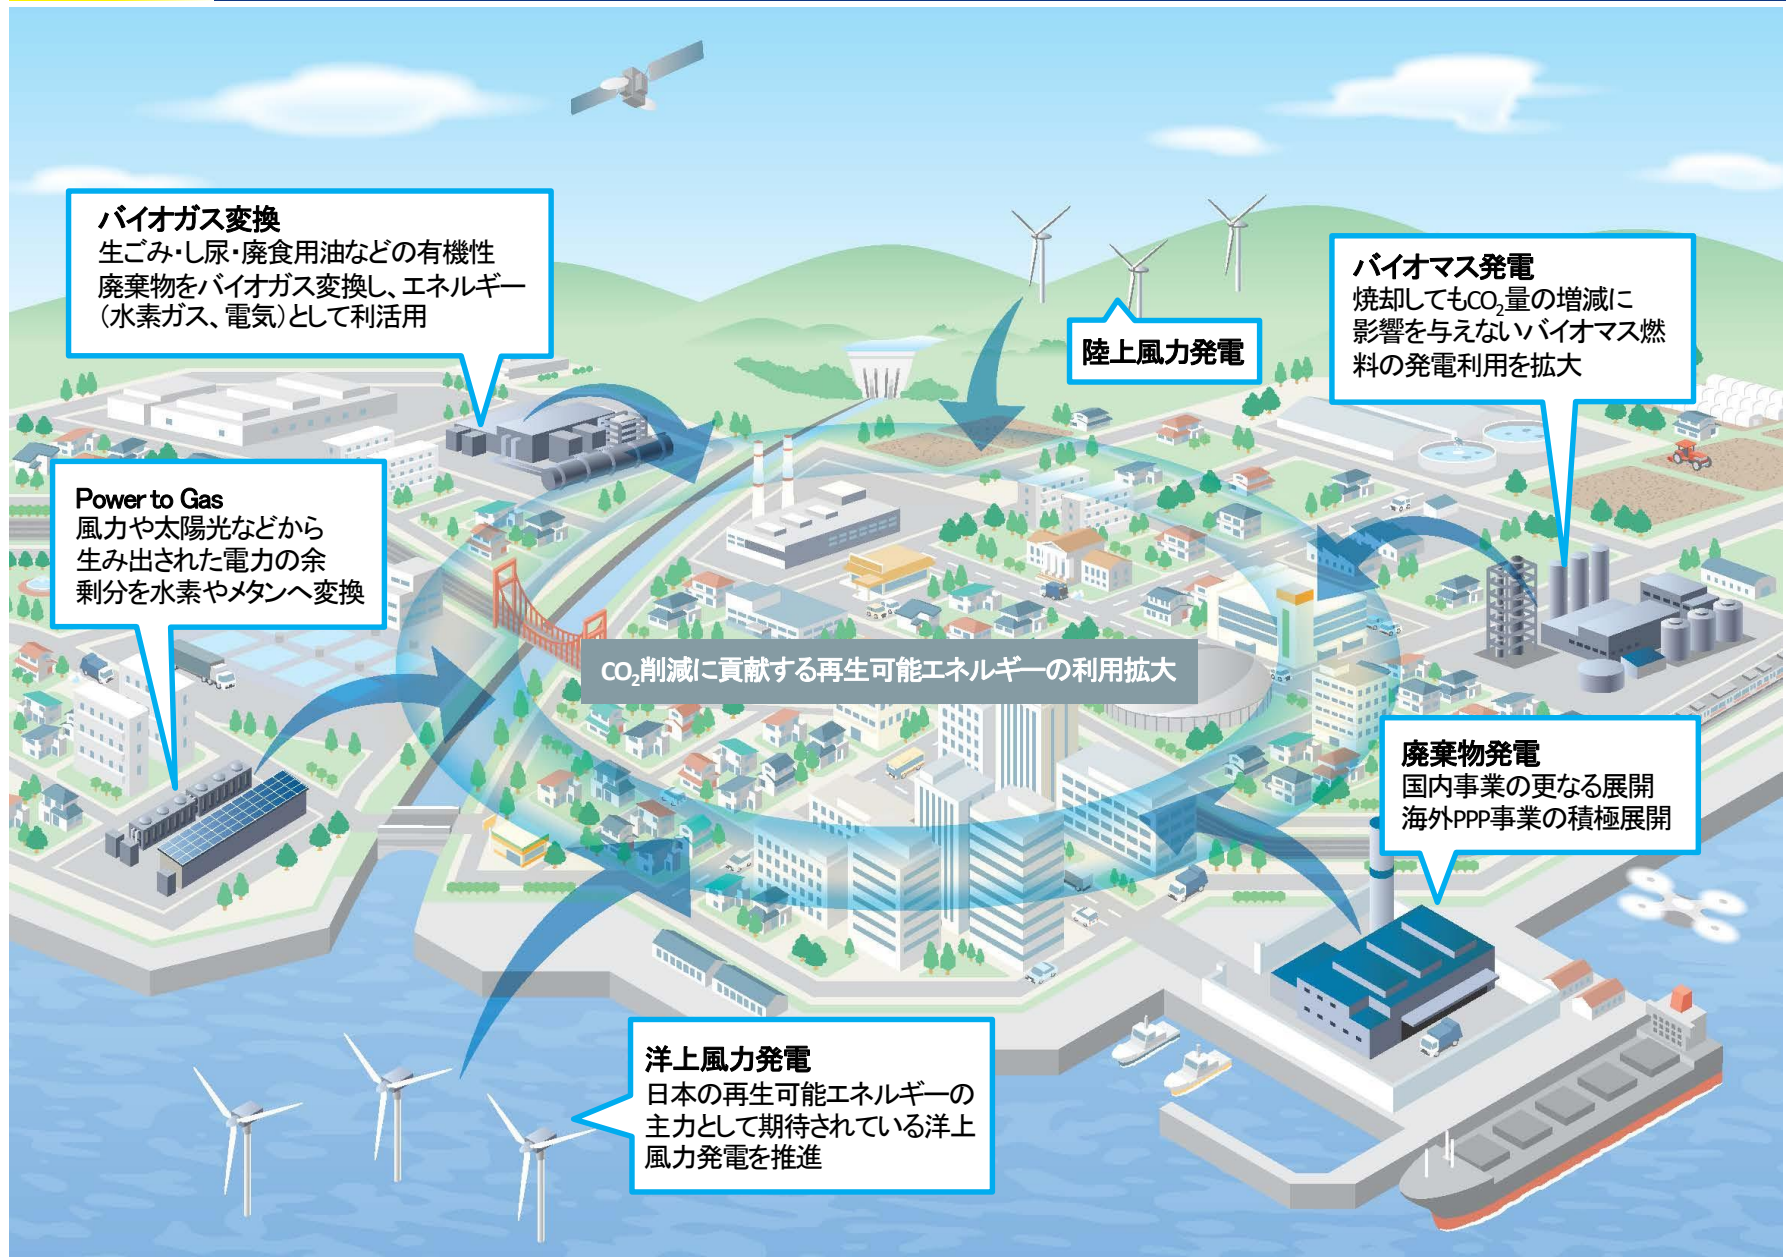 バイオガス変換
生ごみ・し尿・廃食用油などの有機性
廃棄物をバイオガス変換し、エネルギー
（水素ガス、電気）として利活用
陸上風力発電
バイオマス発電
焼却してもCO₂量の増減に
影響を与えないバイオマス燃
料の発電利用を拡大
Power to Gas
風力や太陽光などから
生み出された電力の余
剰分を水素やメタンへ変換
CO₂削減に貢献する再生可能エネルギーの利用拡大
廃棄物発電
国内事業の更なる展開
海外PPP事業の積極展開
洋上風力発電
日本の再生可能エネルギーの
主力として期待されている洋上
風力発電を推進